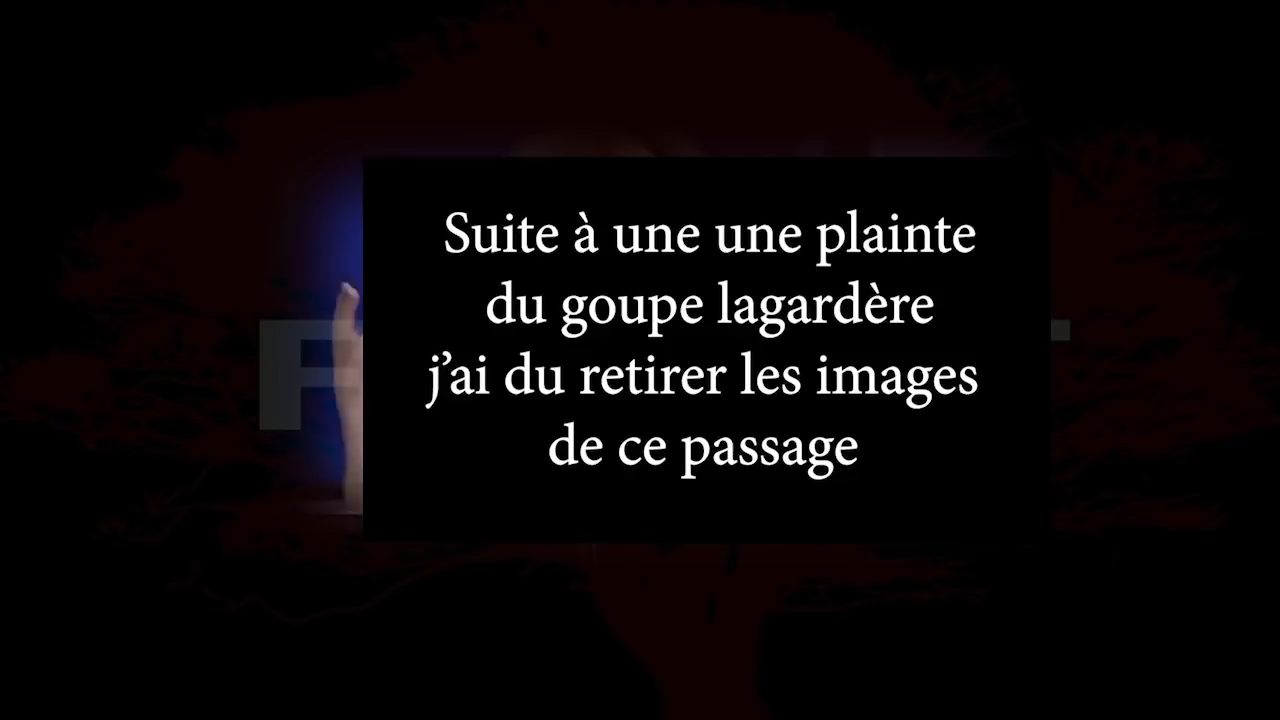 Suite à une une plainte
du goupe lagardère
j’ai du retirer les images
de ce passage